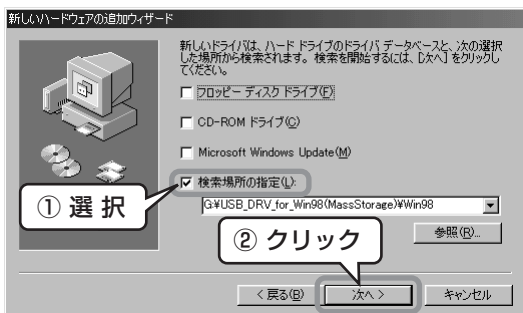 新しいハードウェアの追加ウィザード
新しいドライバは、ハード ドライブのドライバ データベースと、次の選択
した場所から検索されます。検索を開始するには、[次へ] をクリックし
てください。
フロッピー ディスク ドライブ(F)
CD-ROM ドライブ(C)
Microsoft Windows Update(M)
検索場所の指定(L):
① 選 択
G:¥USB_DRV_for_Win98(MassStorage)¥Win98
② クリック
参照(R)...
< 戻る(B)
次へ >
キャンセル